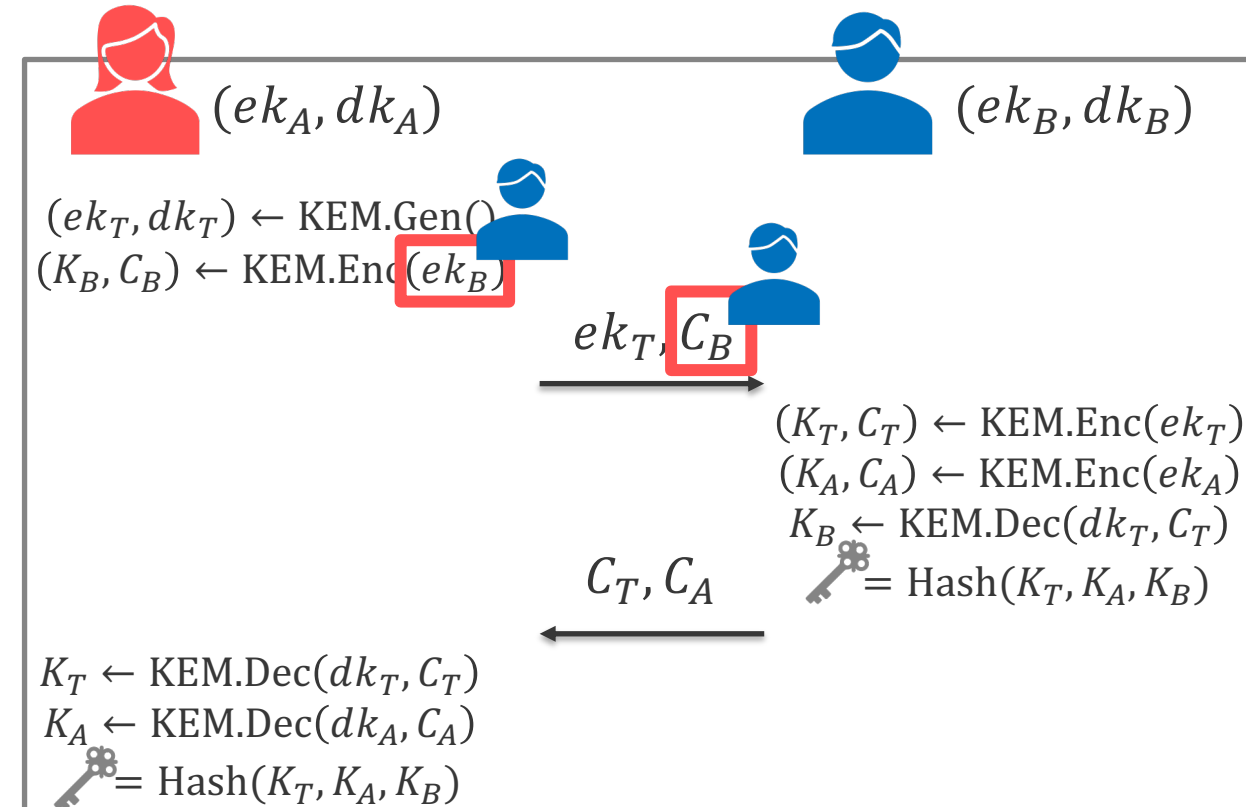 (ek_A, dk_A)
(ek_B, dk_B)
(ek_T, dk_T) ← KEM.Gen()
(K_B, C_B) ← KEM.Enc(ek_B)
ek_T, C_B
(K_T, C_T) ← KEM.Enc(ek_T)
(K_A, C_A) ← KEM.Enc(ek_A)
K_B ← KEM.Dec(dk_T, C_T)
= Hash(K_T, K_A, K_B)
C_T, C_A
K_T ← KEM.Dec(dk_T, C_T)
K_A ← KEM.Dec(dk_A, C_A)
= Hash(K_T, K_A, K_B)